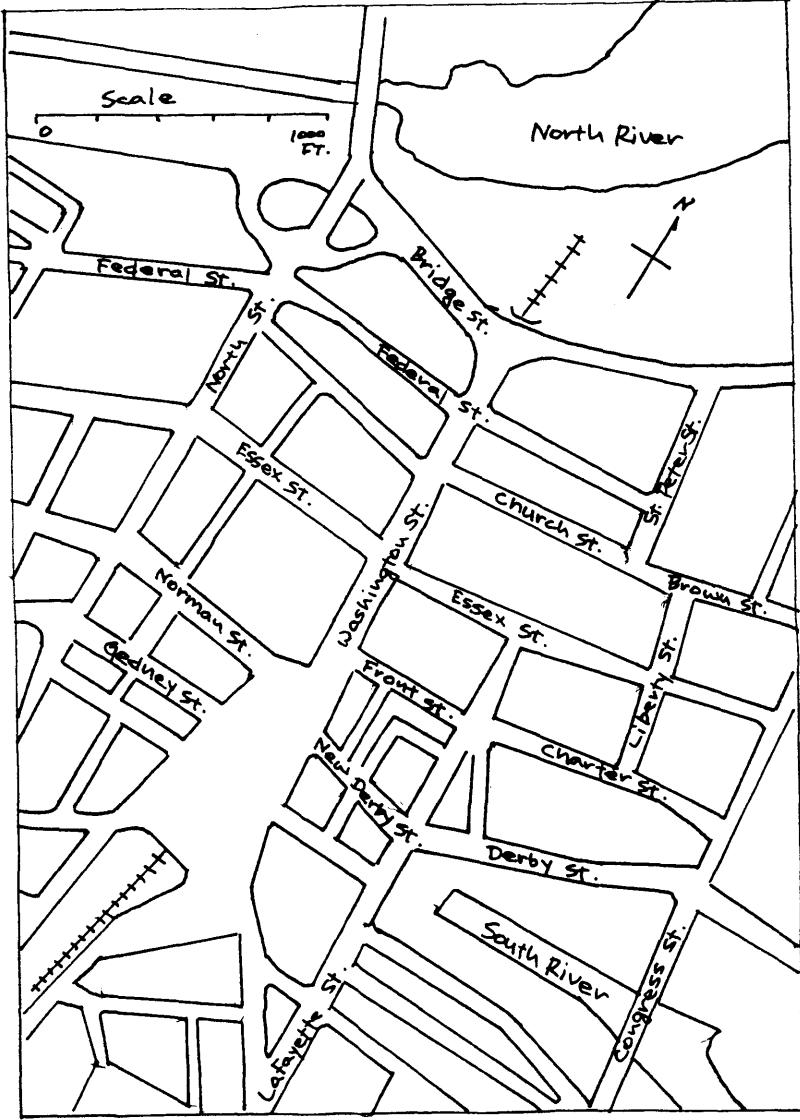 Scale
0
1000
FT.
North River
N
Bridge St.
Federal St.
North St.
Federal St.
St. Peter St.
Essex St.
Church St.
Washington St.
Brown St.
Norman St.
Essex St.
Liberty St.
Gedney St.
Front St.
New Derby St.
Charter St.
Derby St.
South River
Congress St.
Lafayette St.